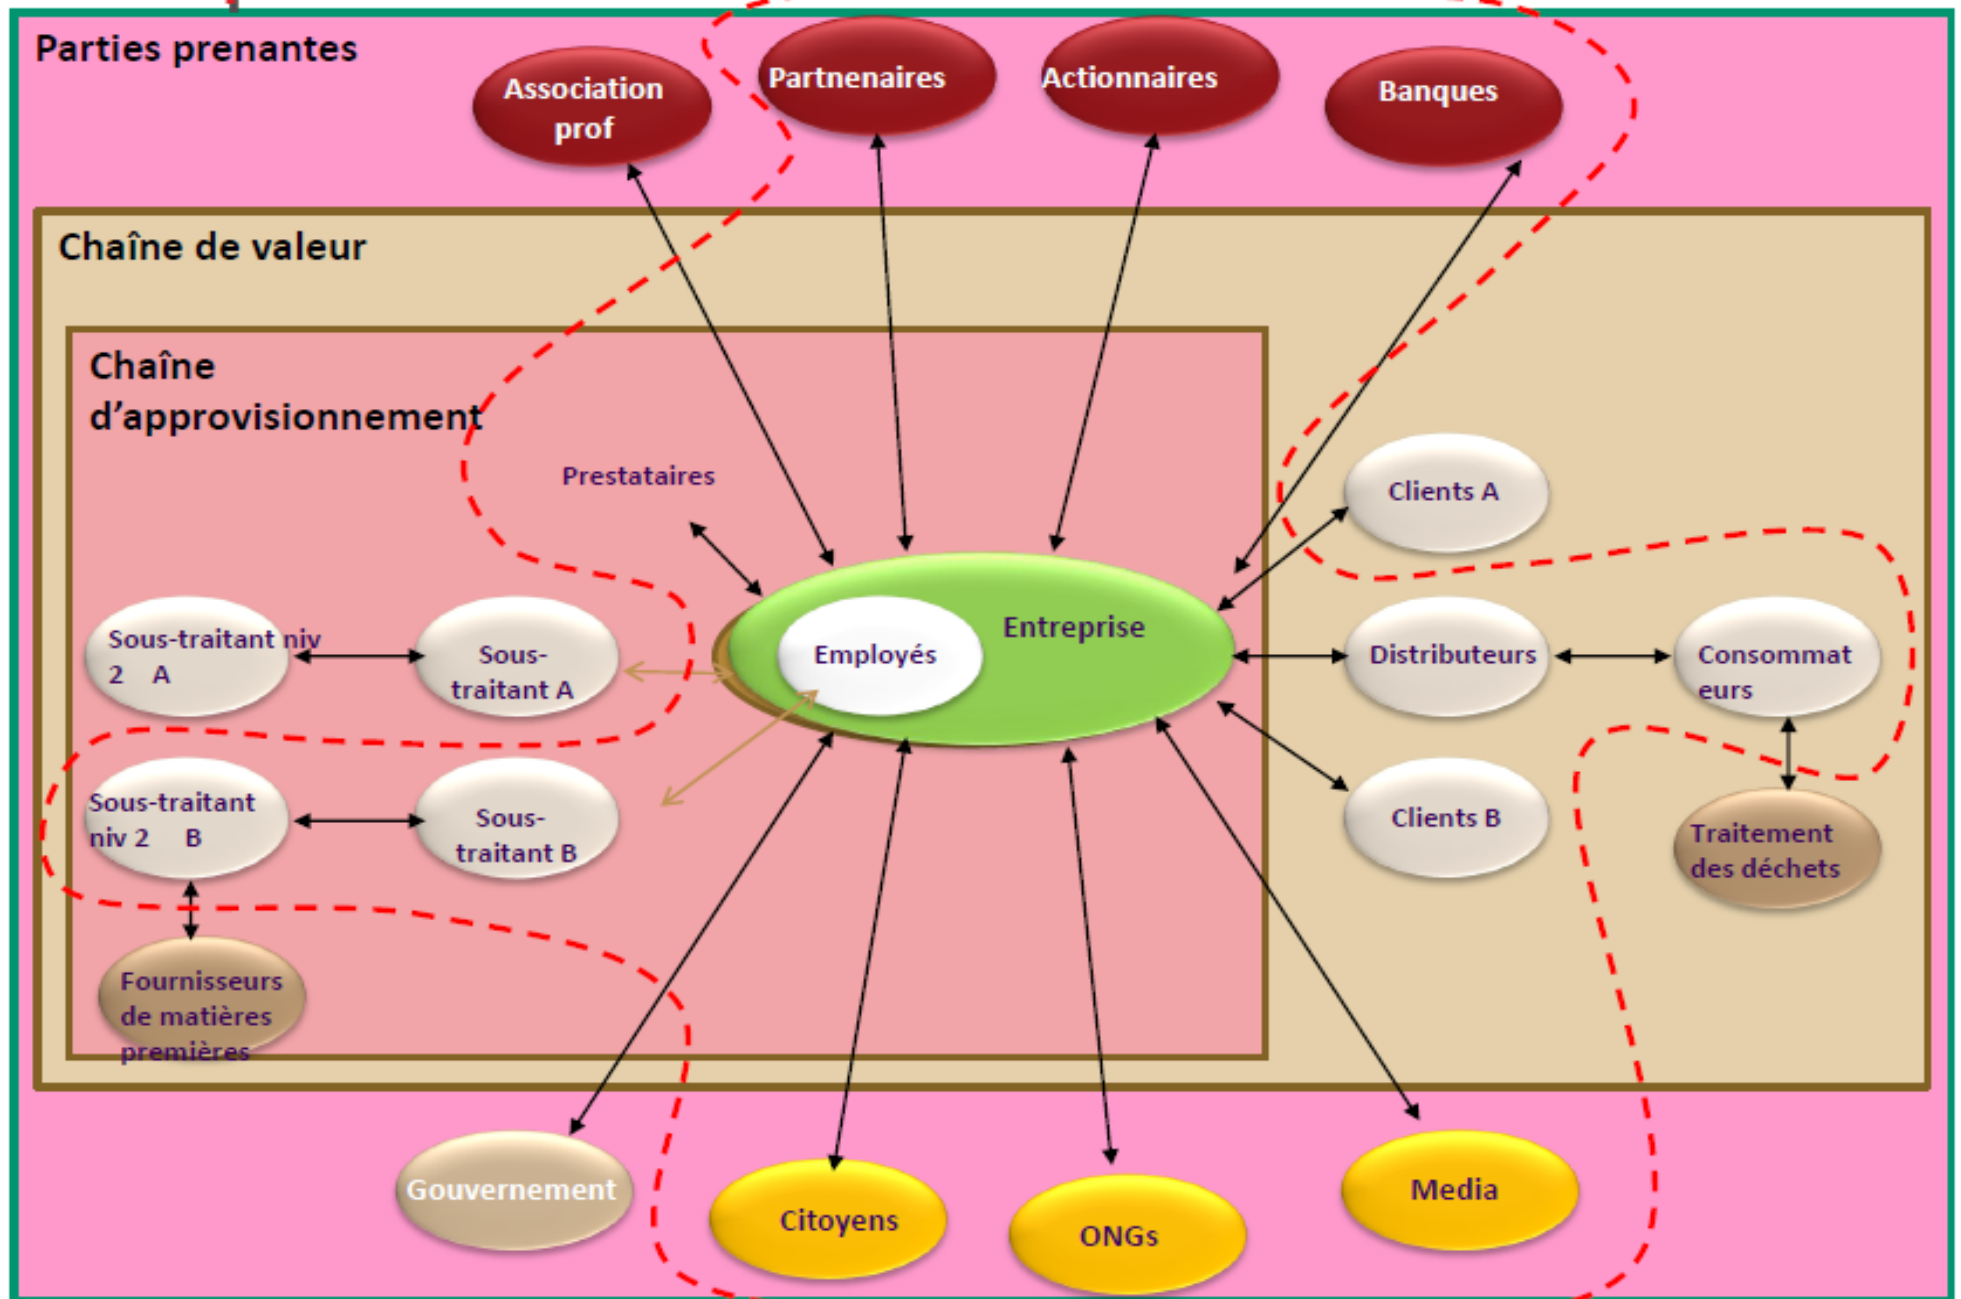 Parties prenantes
Association
prof
Partnenaires
Actionnaires
Banques
Chaîne de valeur
Chaîne
d’approvisionnement
Prestataires
Clients A
Entreprise
Employés
Sous-traitant niv
2 A
Sous-
traitant A
Distributeurs
Consommat
eurs
Sous-traitant
niv 2 B
Sous-
traitant B
Clients B
Traitement
des déchets
Fournisseurs
de matières
premières
Gouvernement
Citoyens
ONGs
Media